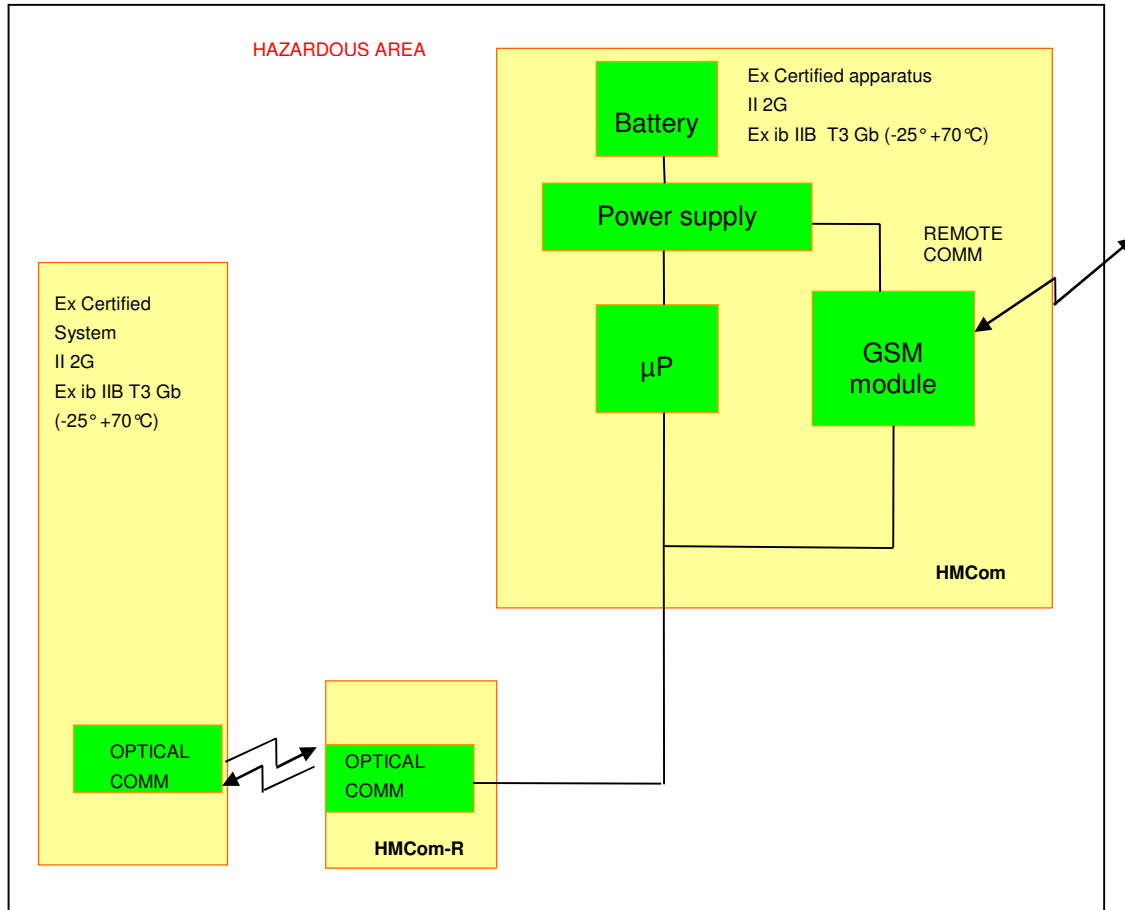 HAZARDOUS AREA
Ex Certified apparatus
II 2G
Ex ib IIB T3 Gb (-25° +70°C)
Battery
Power supply
REMOTE
COMM
µP
GSM
module
HMCom
Ex Certified
System
II 2G
Ex ib IIB T3 Gb
(-25° +70°C)
OPTICAL
COMM
OPTICAL
COMM
HMCom-R